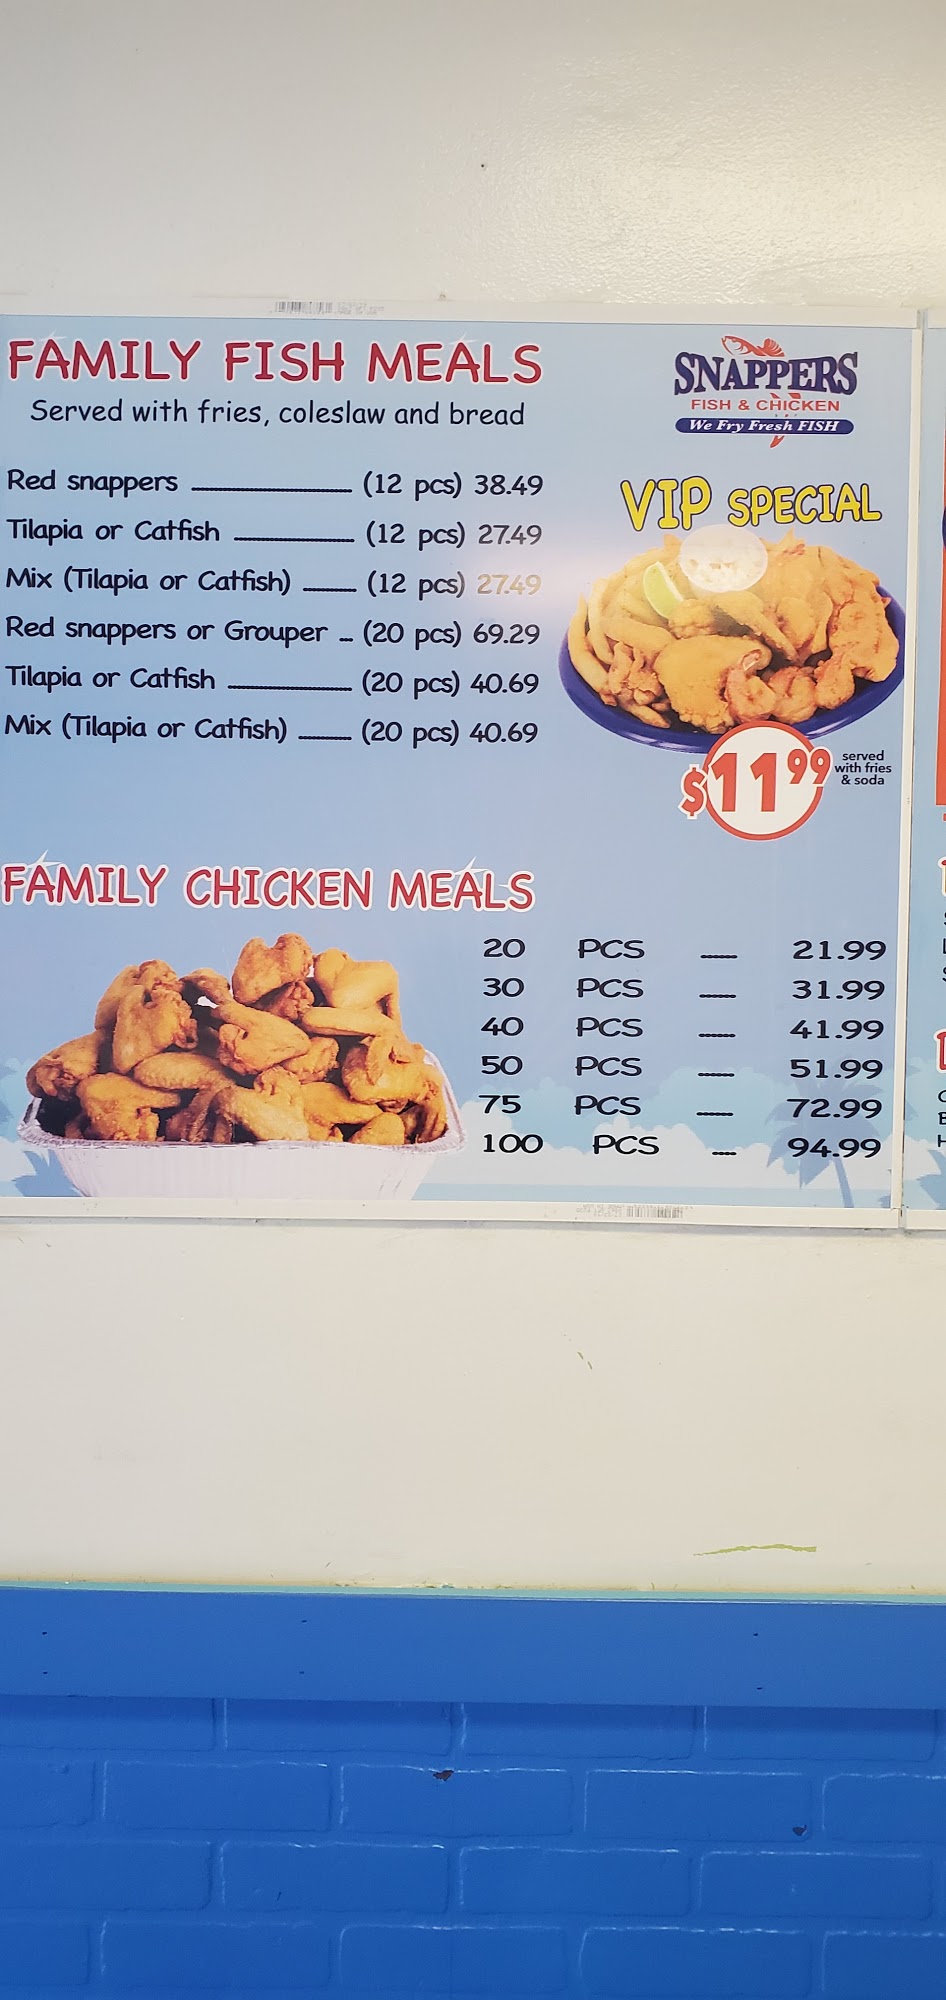 FAMILY FISH MEALS
Served with fries, coleslaw and bread
Red snappers (12 pcs) 38.49
Tilapia or Catfish (12 pcs) 27.49
Mix (Tilapia or Catfish) (12 pcs) 27.49
Red snappers or Grouper (20 pcs) 69.29
Tilapia or Catfish (20 pcs) 40.69
Mix (Tilapia or Catfish) (20 pcs) 40.69
SNAPPERS
FISH & CHICKEN
We Fry Fresh FISH
VIP SPECIAL
$11.99
served
with fries
& soda
FAMILY CHICKEN MEALS
20 PCS 21.99
30 PCS 31.99
40 PCS 41.99
50 PCS 51.99
75 PCS 72.99
100 PCS 94.99